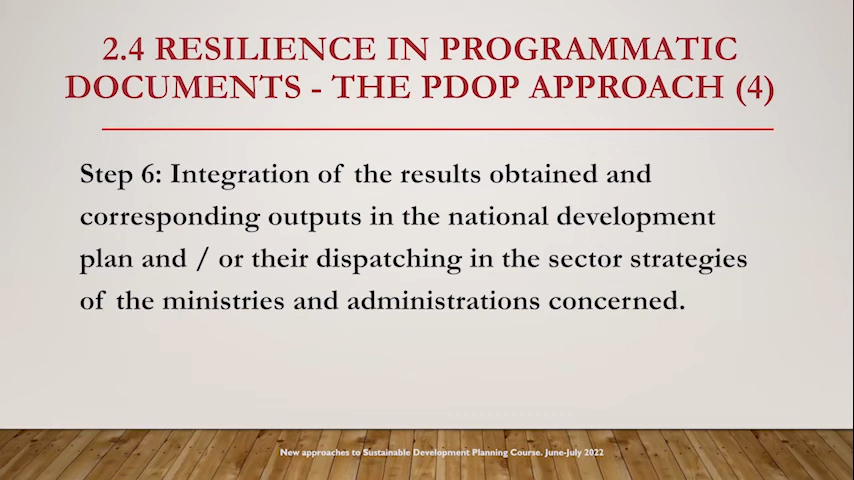 2.4 RESILIENCE IN PROGRAMMATIC
DOCUMENTS - THE PDOP APPROACH (4)
Step 6: Integration of the results obtained and
corresponding outputs in the national development
plan and / or their dispatching in the sector strategies
of the ministries and administrations concerned.
New approaches to Sustainable Development Planning Course. June-July 2022